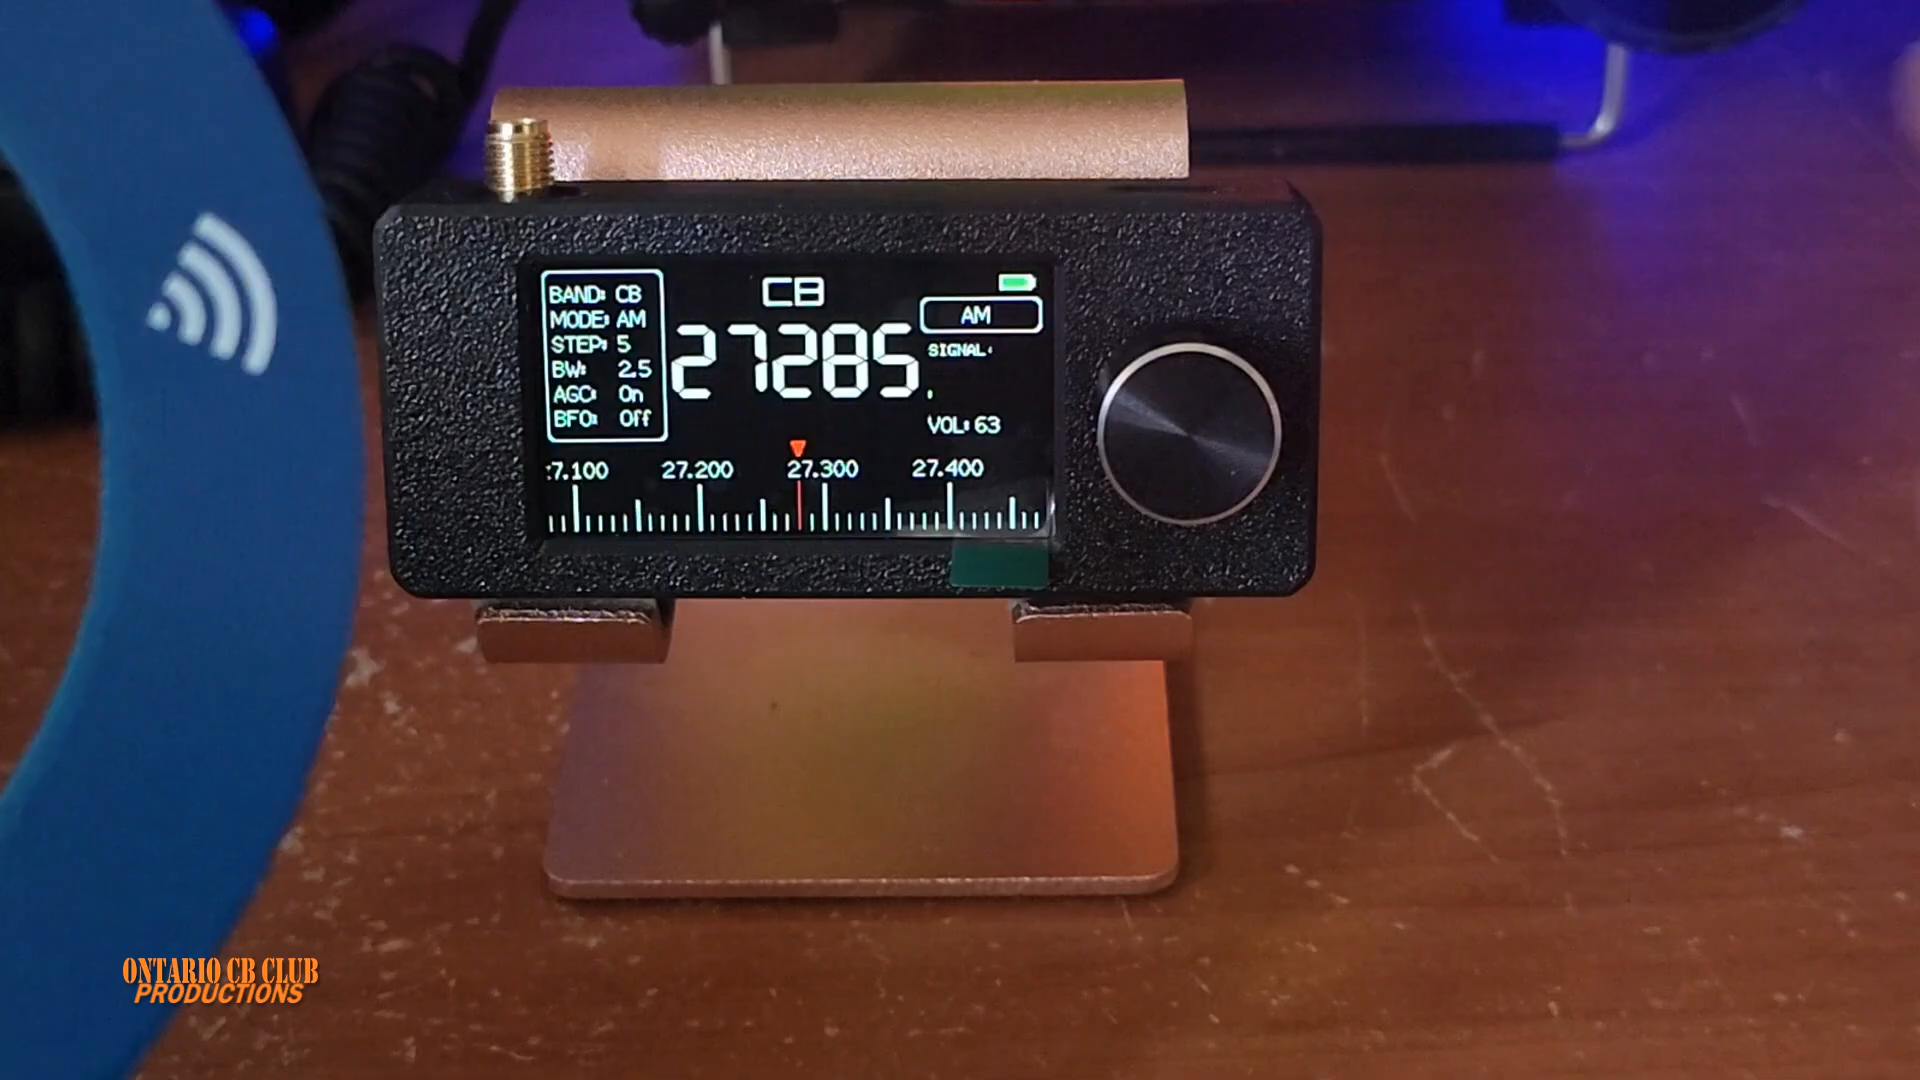 BAND: CB
MODE: AM
STEP: 5
BW: 2.5
AGC: On
BFO: Off
CB
27285
AM
SIGNAL:
VOL: 63
7.100 27.200 27.300 27.400
ONTARIO CB CLUB
PRODUCTIONS